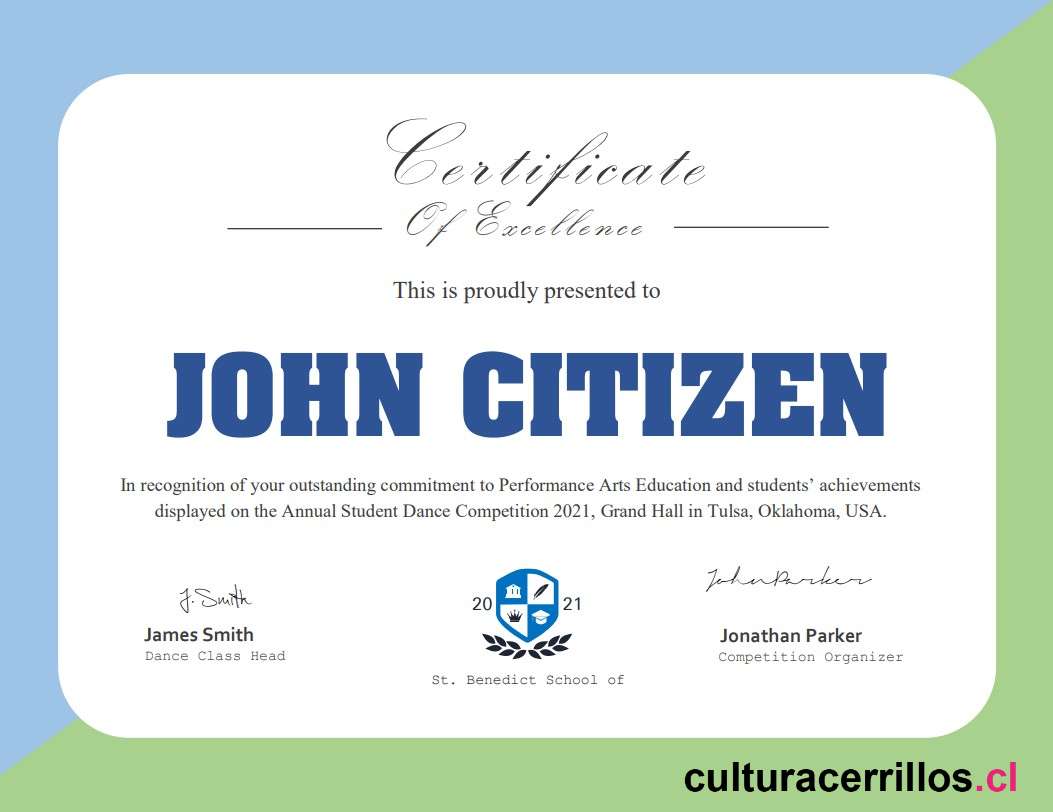 Certificate
Of Excellence
This is proudly presented to
JOHN CITIZEN
In recognition of your outstanding commitment to Performance Arts Education and students’ achievements
displayed on the Annual Student Dance Competition 2021, Grand Hall in Tulsa, Oklahoma, USA.
J. Smith
James Smith
Dance Class Head
20 21
St. Benedict School of
John Parker
Jonathan Parker
Competition Organizer
culturacerrillos.cl